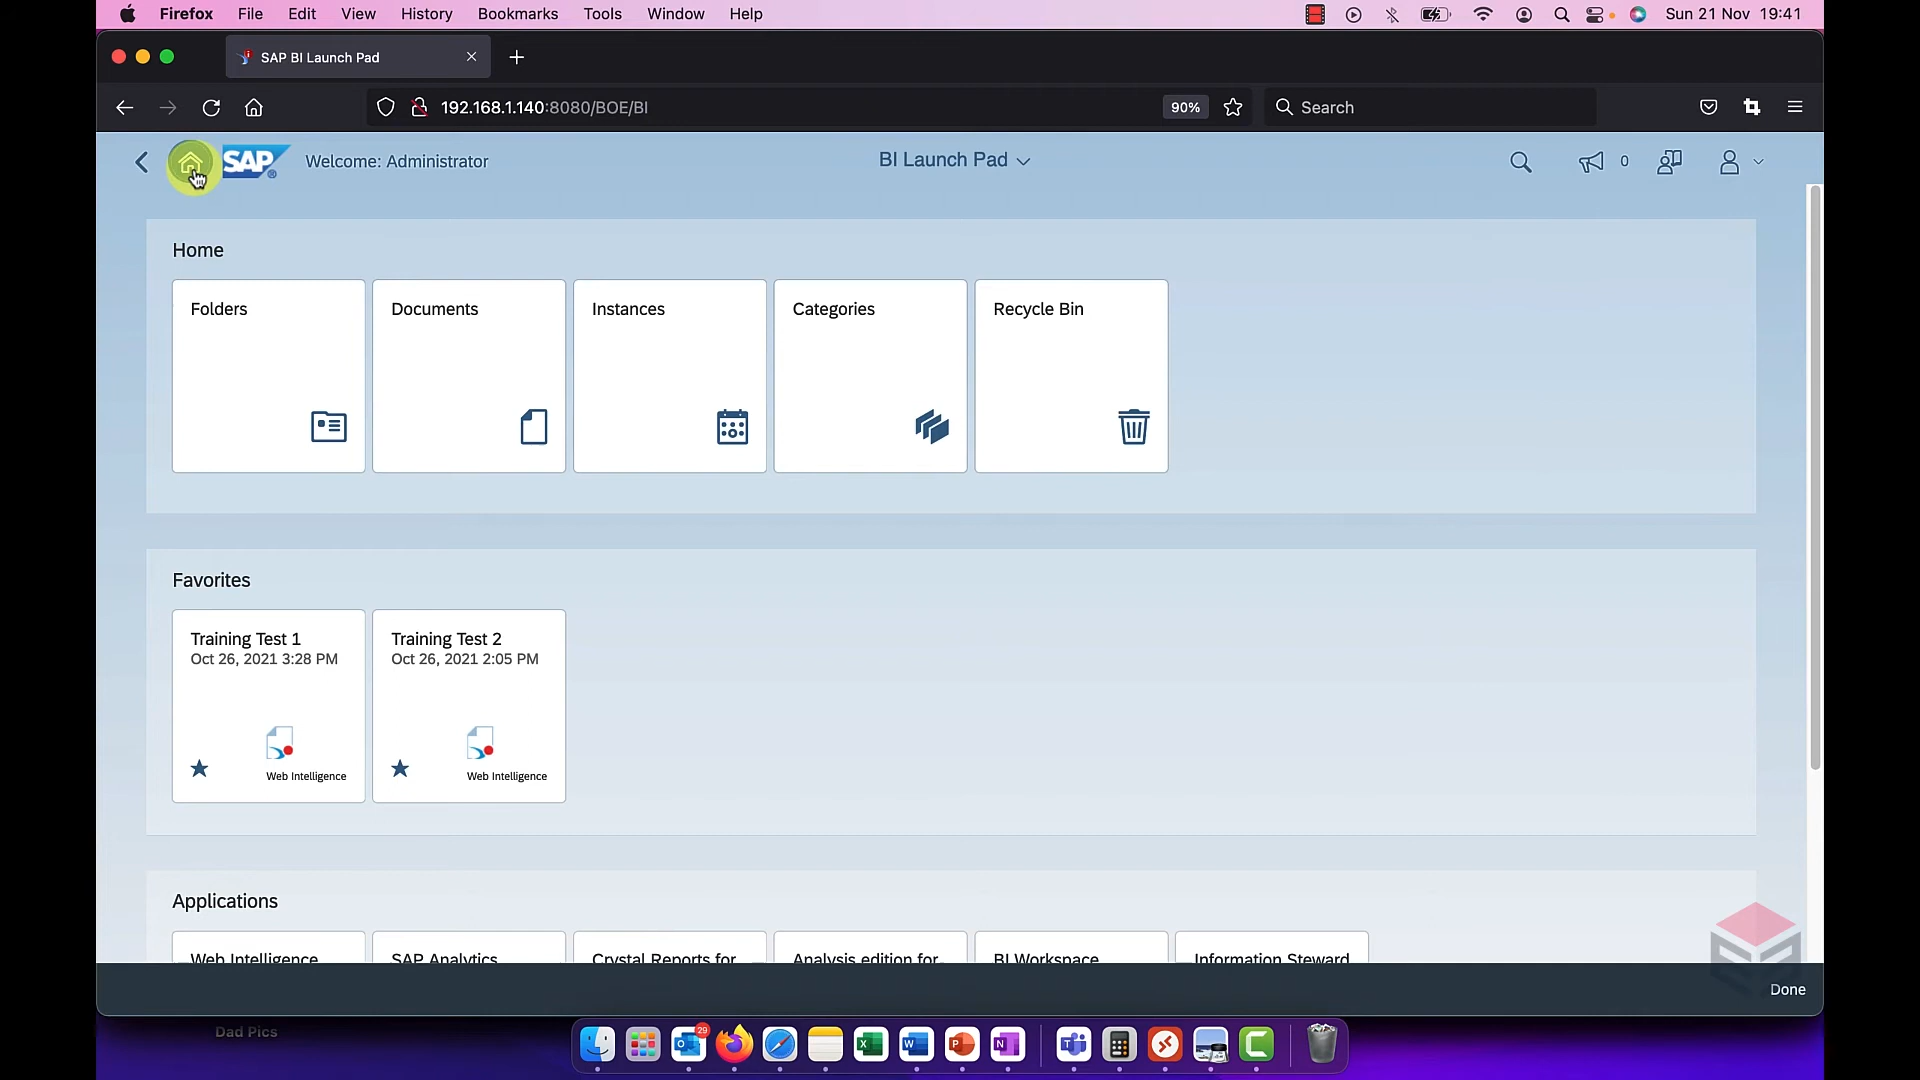 Firefox File Edit View History Bookmarks Tools Window Help Sun 21 Nov 19:41
SAP BI Launch Pad
192.168.1.140:8080/BOE/BI 90% Search
SAP Welcome: Administrator BI Launch Pad 0
Home
Folders Documents Instances Categories Recycle Bin
Favorites
Training Test 1 Training Test 2
Oct 26, 2021 3:28 PM Oct 26, 2021 2:05 PM
Web Intelligence Web Intelligence
Applications
Web Intelligence SAP Analytics Crystal Reports for Analysis edition for BI Workspace Information Steward
Done
Dad Pics
29